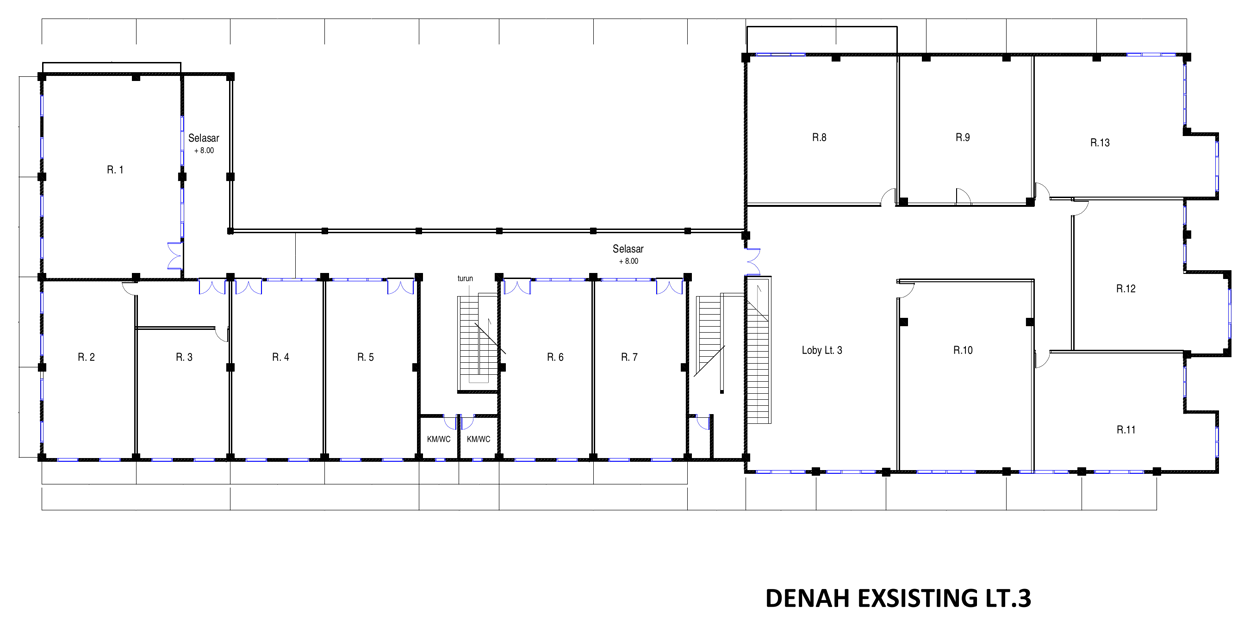 R.8
R.9
Selasar
+ 8.00
R.13
R. 1
Selasar
+ 8.00
turun
R.12
R. 2
R. 3
R. 4
R. 5
R. 6
R. 7
Loby Lt. 3
R.10
R.11
KM/WC
KM/WC
DENAH EXSISTING LT.3